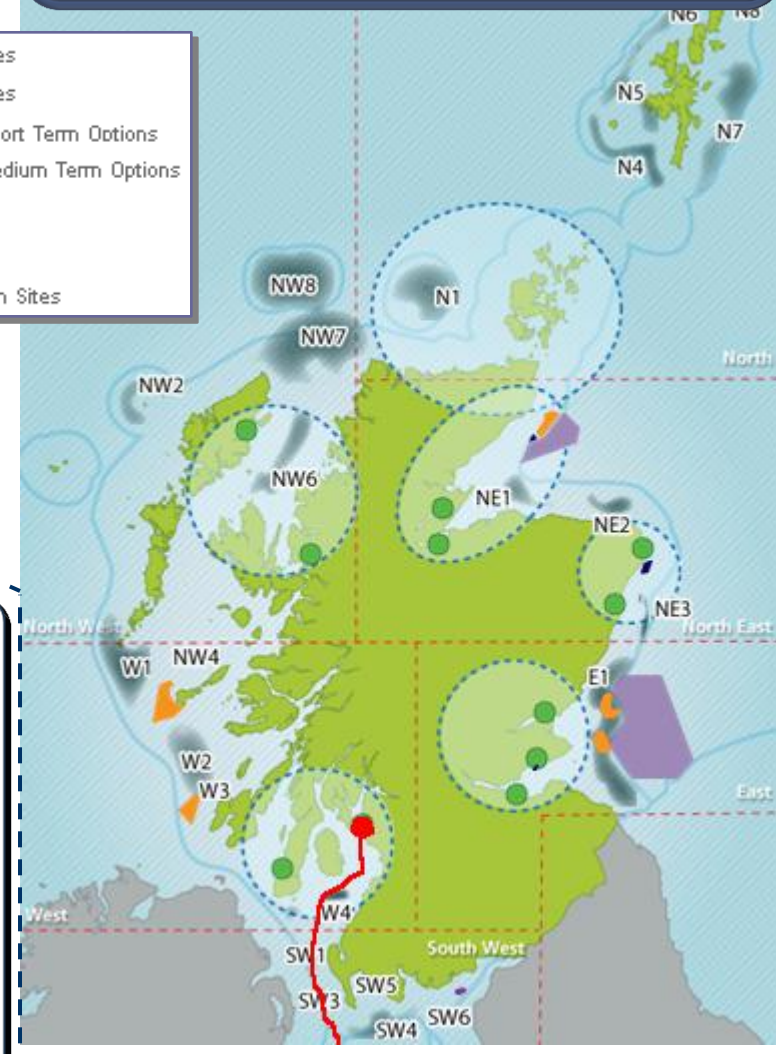 N6 N8
es
es
ort Term Options
edium Term Options
n Sites
N5
N7
N4
NW8
N1
NW7
North
NW2
NW6
NE1
NE2
NE3
North West
North East
W1
NW4
E1
W2
W3
East
West
W4
South West
SW1
SW5
SW3
SW6
SW4